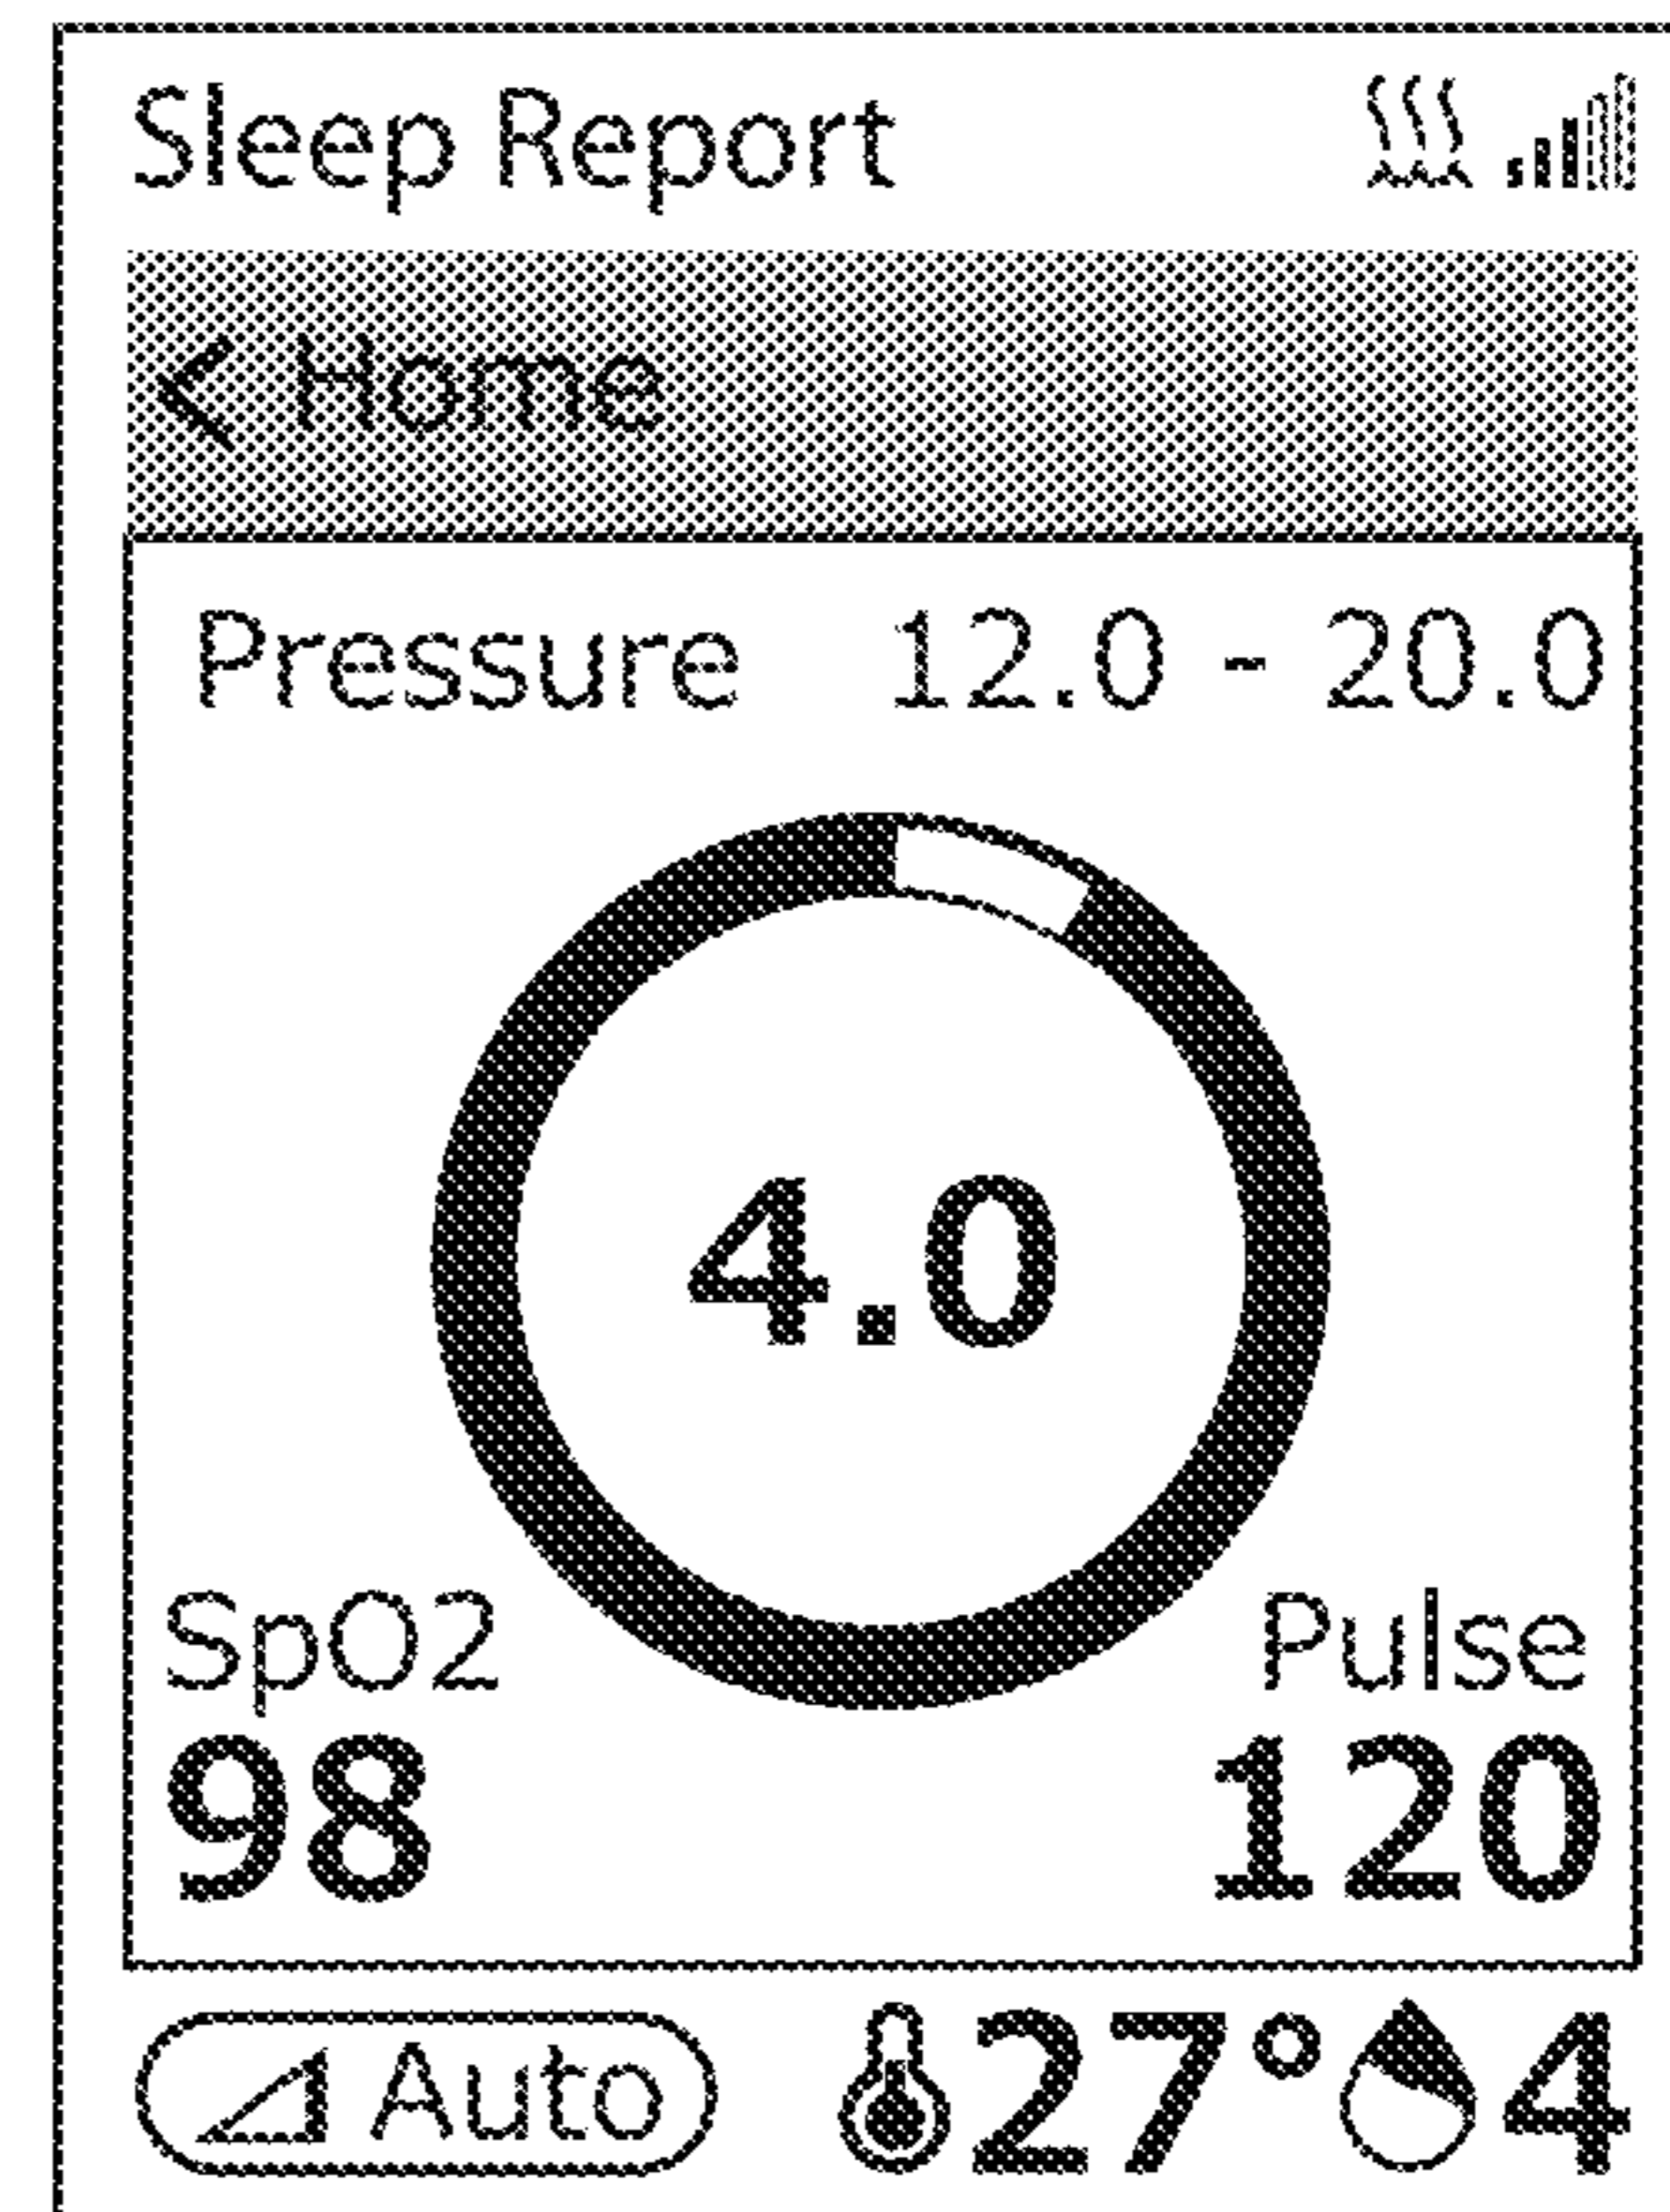 Sleep Report
< Home
Pressure 12.0 - 20.0
4.0
SpO2 Pulse
98 120
Auto 27° 4